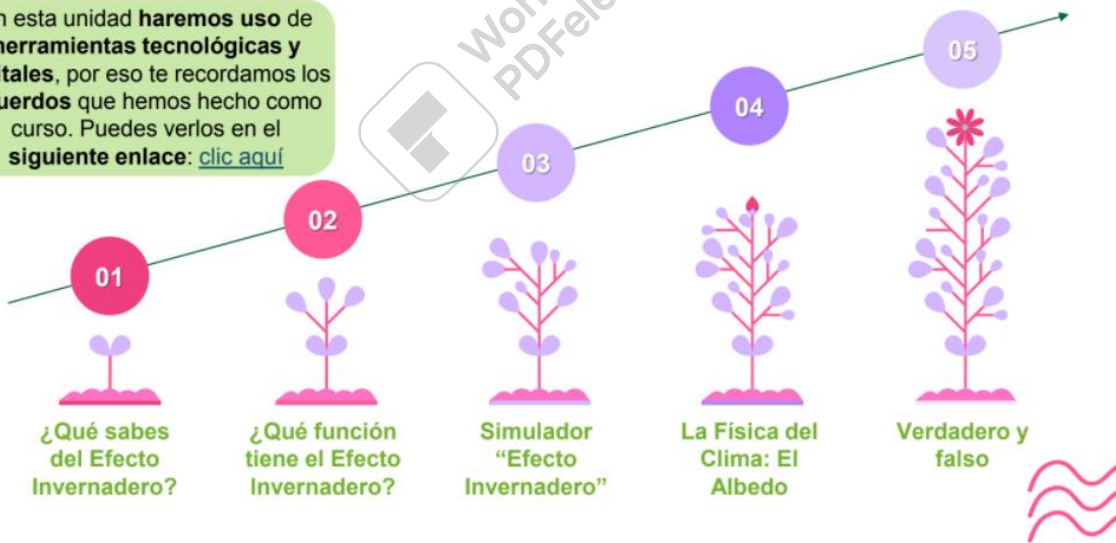 esta unidad haremos uso de
herramientas tecnológicas y
por eso te recordamos los
que hemos hecho como
curso. Puedes verlos en el
siguiente enlace: clic aquí
01
02
03
04
05
¿Qué sabes
del Efecto
Invernadero?
¿Qué función
tiene el Efecto
Invernadero?
Simulador
“Efecto
Invernadero”
La Física del
Clima: El
Albedo
Verdadero y
falso